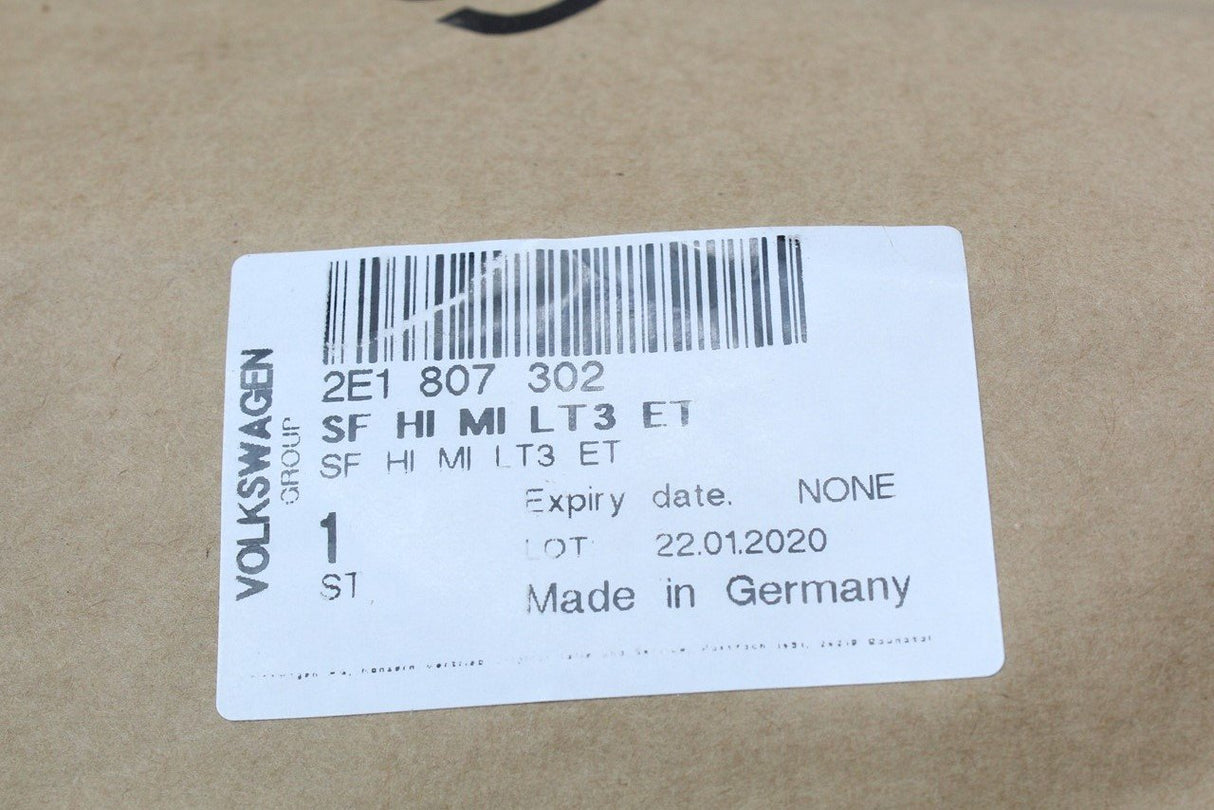 VOLKSWAGEN
GROUP
2E1 807 302
SF HI MI LT3 ET
SF HI MI LT3 ET
Expiry date. NONE
1
LOT 22.01.2020
ST
Made in Germany